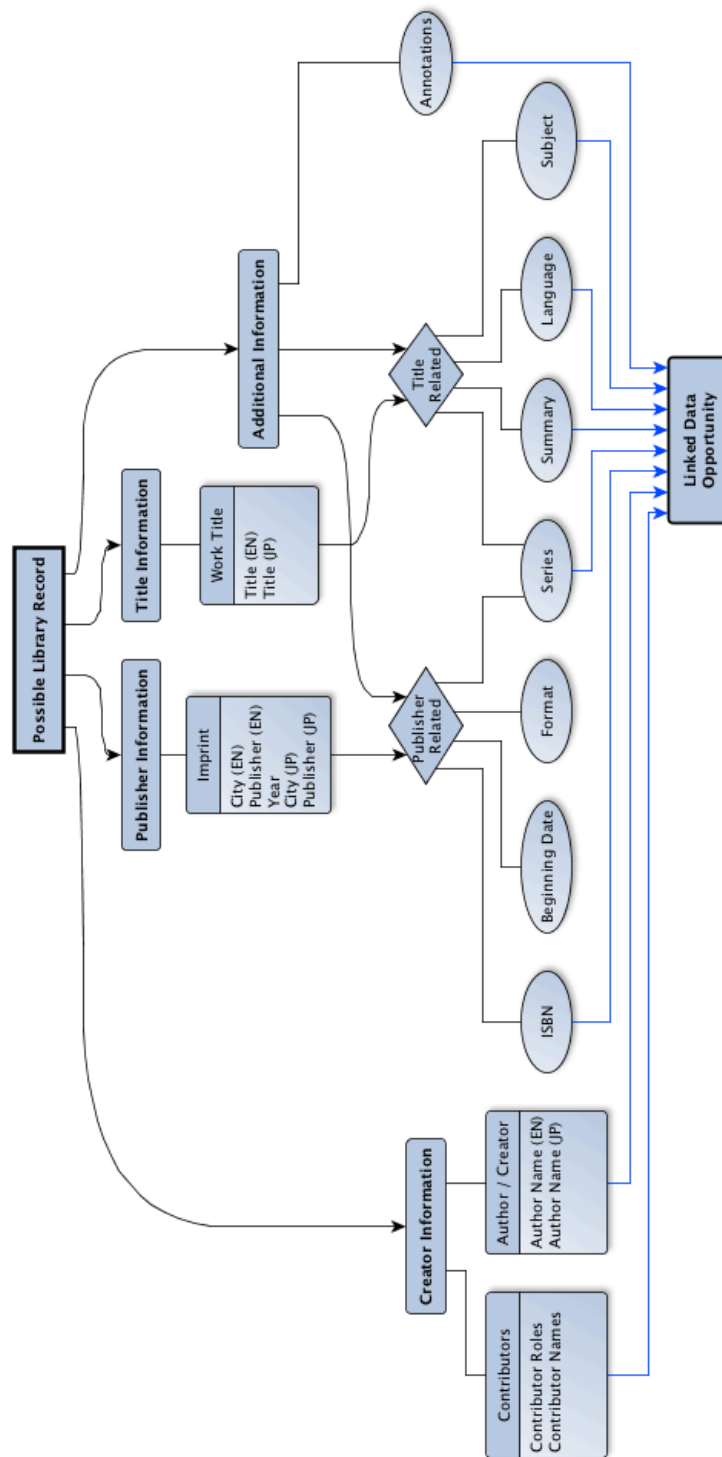 Possible Library Record
Creator Information
Contributors
Contributor Roles
Contributor Names
Author / Creator
Author Name (EN)
Author Name (JP)
Publisher Information
Imprint
City (EN)
Publisher (EN)
Year
City (JP)
Publisher (JP)
Title Information
Work Title
Title (EN)
Title (JP)
Additional Information
Publisher
Related
Title
Related
ISBN
Beginning Date
Format
Series
Summary
Language
Subject
Annotations
Linked Data
Opportunity